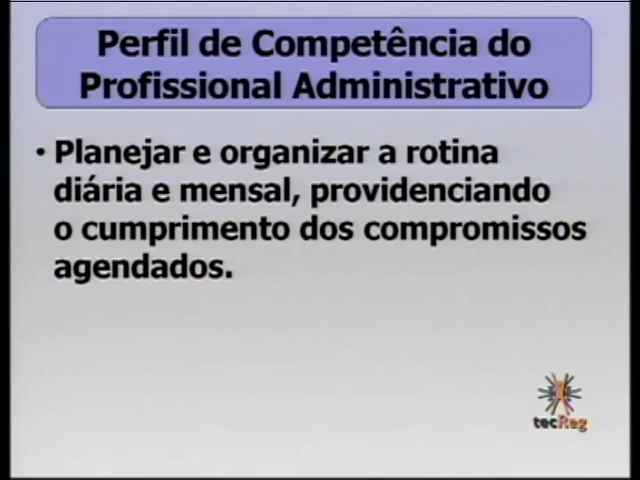 Perfil de Competência do
Profissional Administrativo
• Planejar e organizar a rotina
diária e mensal, providenciando
o cumprimento dos compromissos
agendados.
tecReg